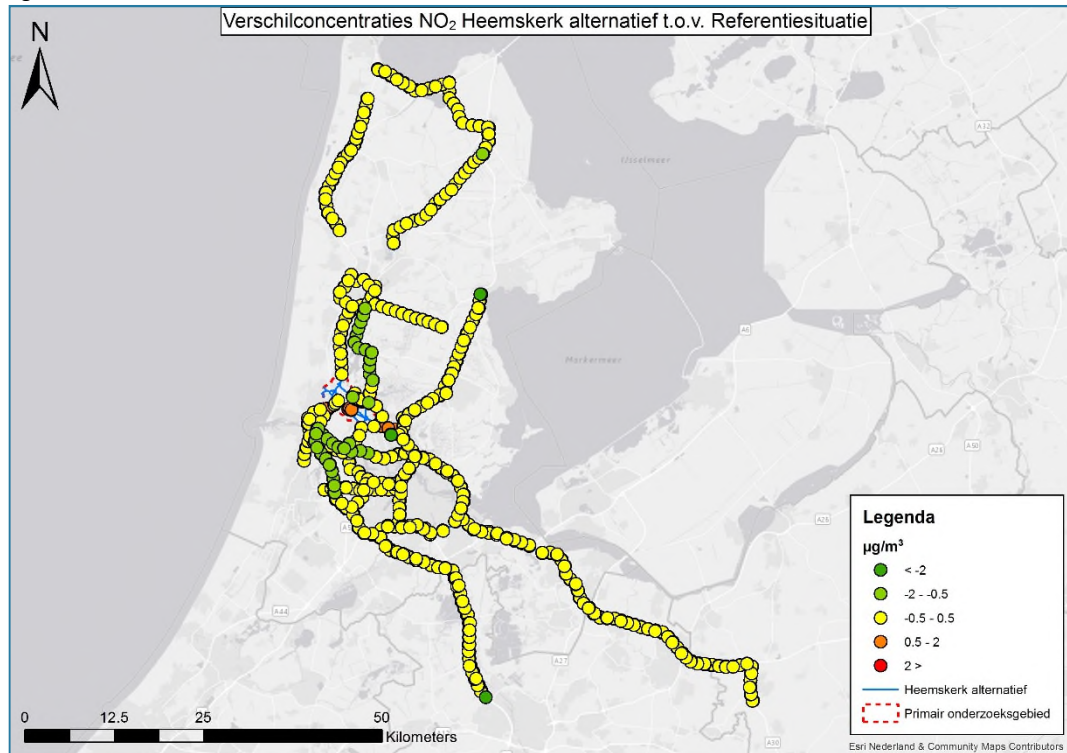 Verschilconcentraties NO₂ Heemskerk alternatief t.o.v. Referentiesituatie
N
A32
IJsselmeer
A6
Markermeer
A50
A28
A28
A44
A27
A30
Legenda
µg/m³
< -2
-2 - -0.5
-0.5 - 0.5
0.5 - 2
2 >
Heemskerk alternatief
Primair onderzoeksgebied
0 12.5 25 50
Kilometers
Esri Nederland & Community Maps Contributors